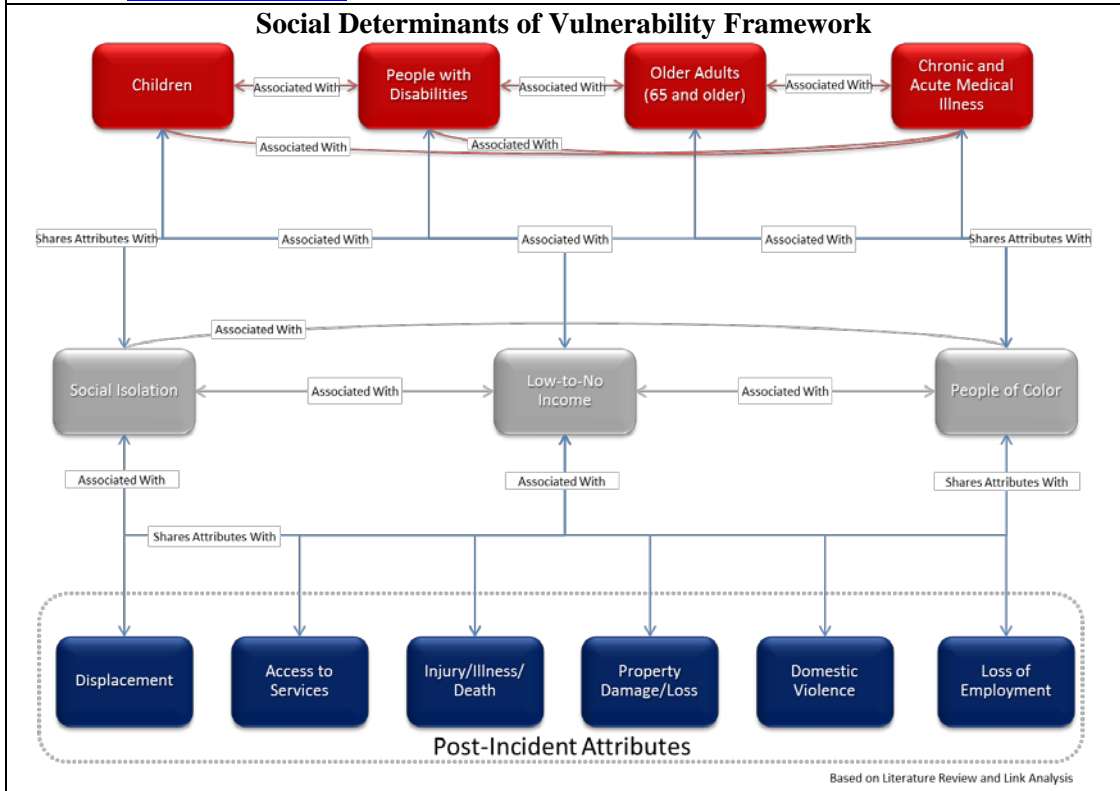 Social Determinants of Vulnerability Framework
Children
Associated With
People with
Disabilities
Associated With
Older Adults
(65 and older)
Associated With
Chronic and
Acute Medical
Illness
Associated With
Associated With
Shares Attributes With
Associated With
Associated With
Associated With
Shares Attributes With
Associated With
Social Isolation
Associated With
Low-to-No
Income
Associated With
People of Color
Associated With
Associated With
Shares Attributes With
Shares Attributes With
Displacement
Access to
Services
Injury/Illness/
Death
Property
Damage/Loss
Domestic
Violence
Loss of
Employment
Post-Incident Attributes
Based on Literature Review and Link Analysis